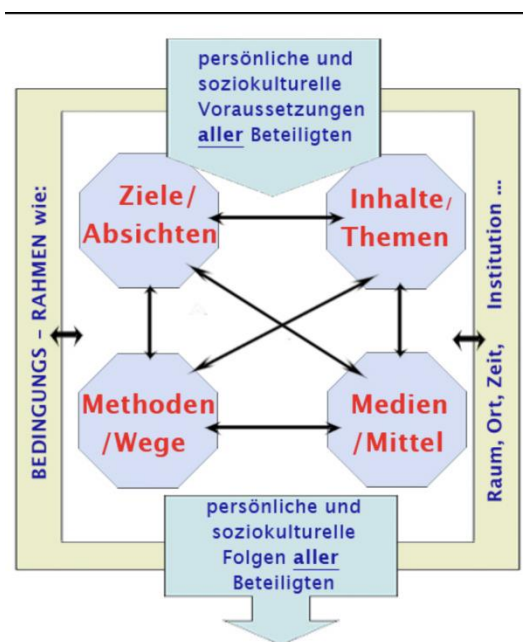 persönliche und
soziokulturelle
Voraussetzungen
aller Beteiligten
BEDINGUNGS – RAHMEN wie:
Ziele/
Absichten
Inhalte/
Themen
Methoden
/Wege
Medien
/Mittel
Raum, Ort, Zeit, Institution ...
persönliche und
soziokulturelle
Folgen aller
Beteiligten